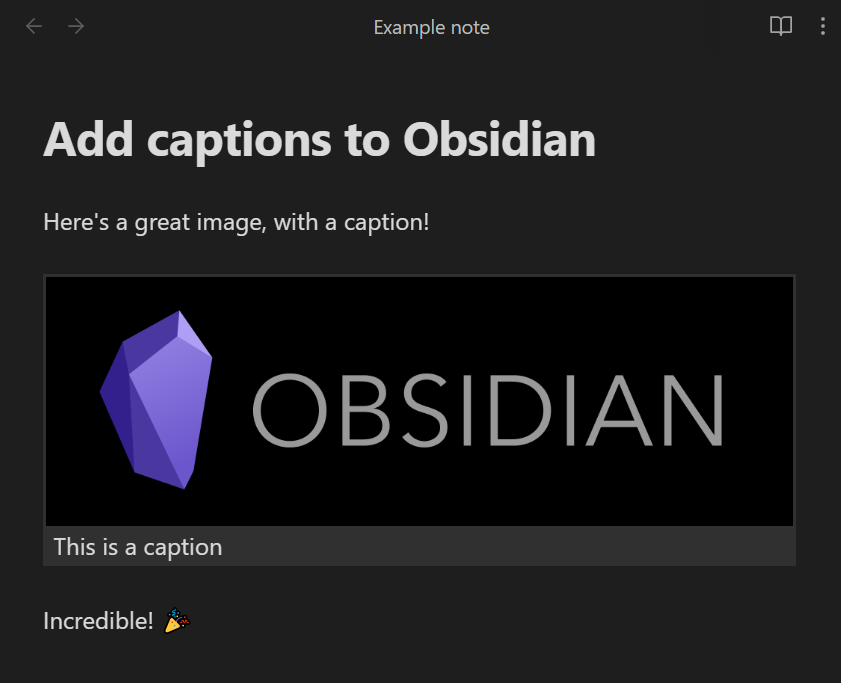 Example note
Add captions to Obsidian
Here's a great image, with a caption!
OBSIDIAN
This is a caption
Incredible! 🎉